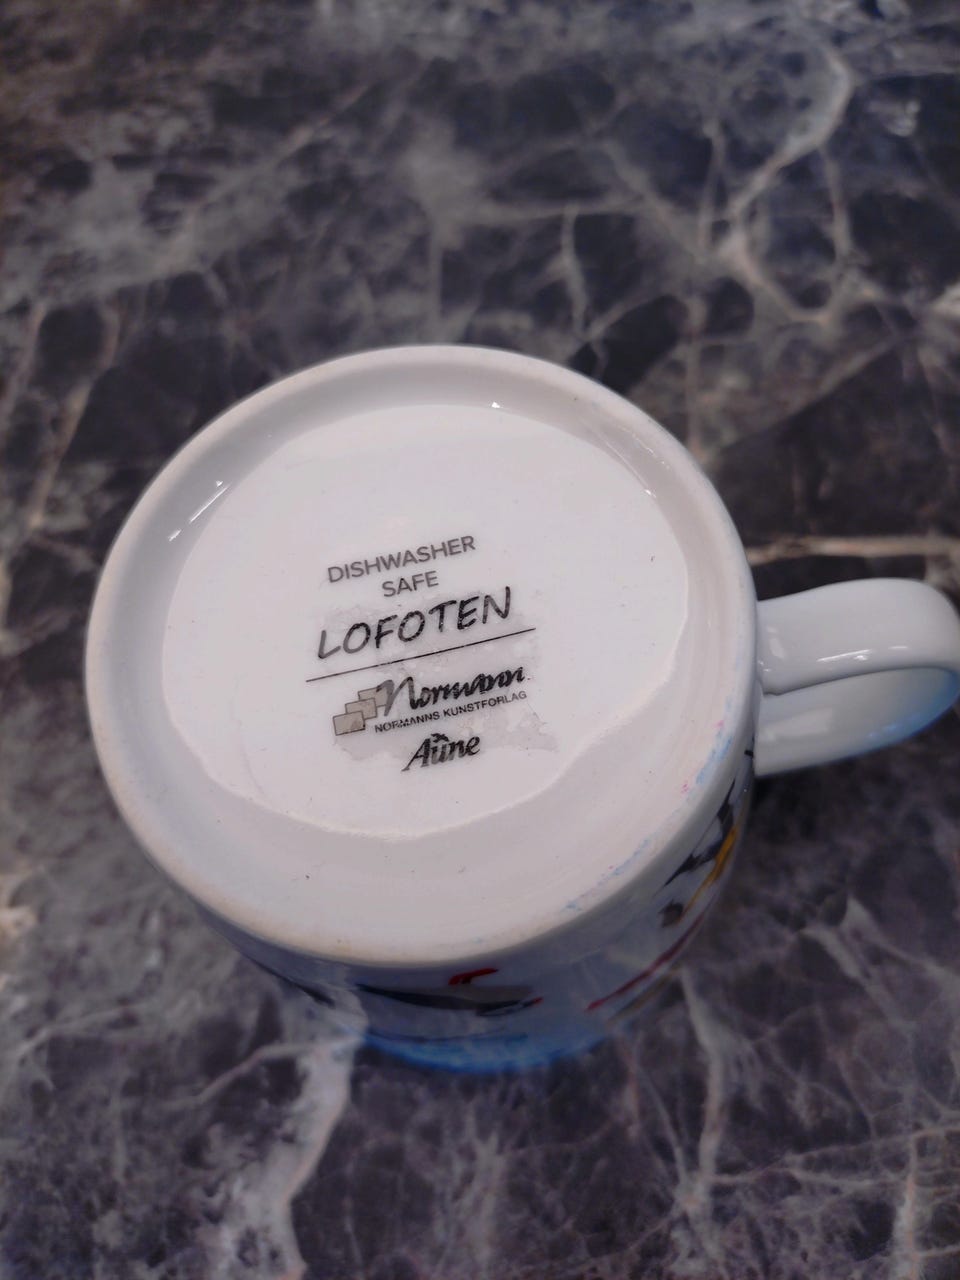 DISHWASHER
SAFE
LOFOTEN
Normann
NORMANNS KUNSTFORLAG
Aune